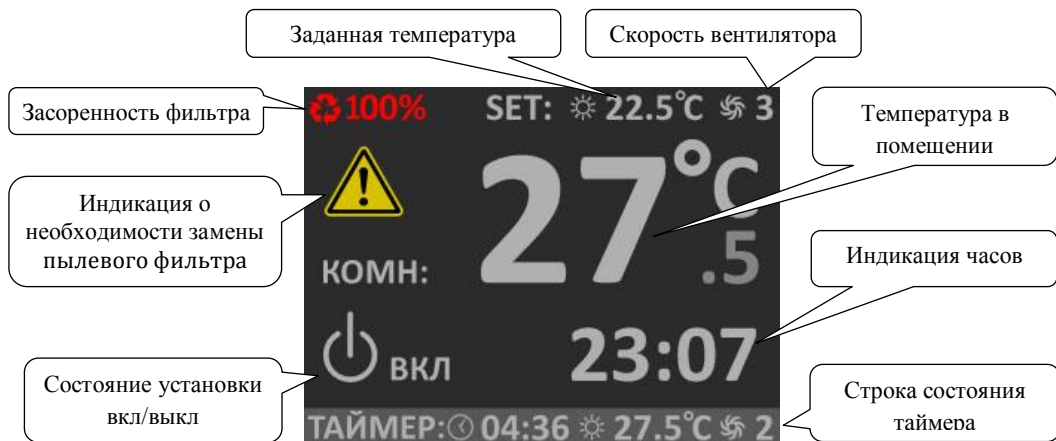 Заданная температура
Скорость вентилятора
Засоренность фильтра
100% SET: 22.5°C 3
Температура в
помещении
27°C
.5
Индикация о
необходимости замены
пылевого фильтра
КОМН:
Индикация часов
ВКЛ
23:07
Состояние установки
вкл/выкл
Строка состояния
таймера
ТАЙМЕР: 04:36 27.5°C 2